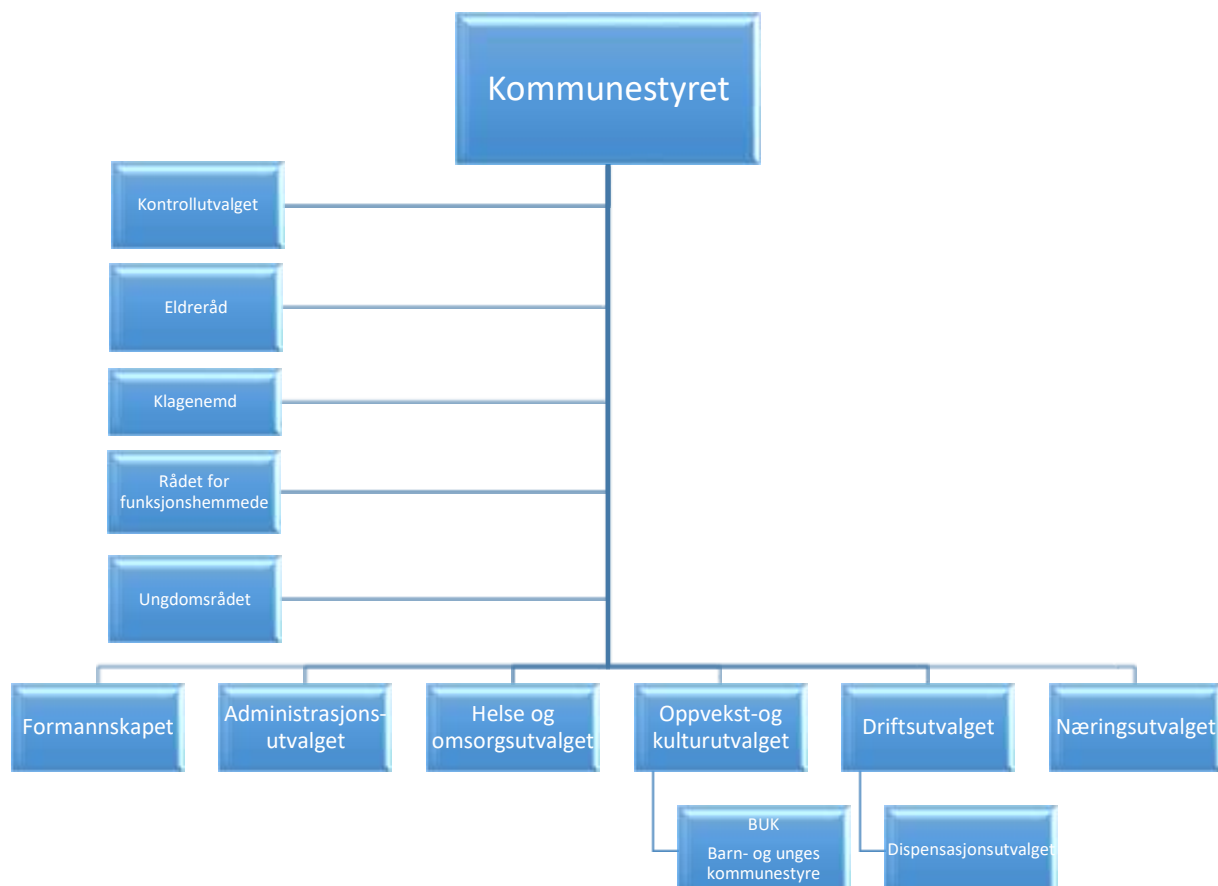 Kommunestyret
Kontrollutvalget
Eldreråd
Klagenemd
Rådet for
funksjonshemmede
Ungdomsrådet
Formannskapet
Administrasjons-
utvalget
Helse og
omsorgsutvalget
Oppvekst-og
kulturutvalget
Driftsutvalget
Næringsutvalget
BUK
Barn- og unges
kommunestyre
Dispensasjonsutvalget